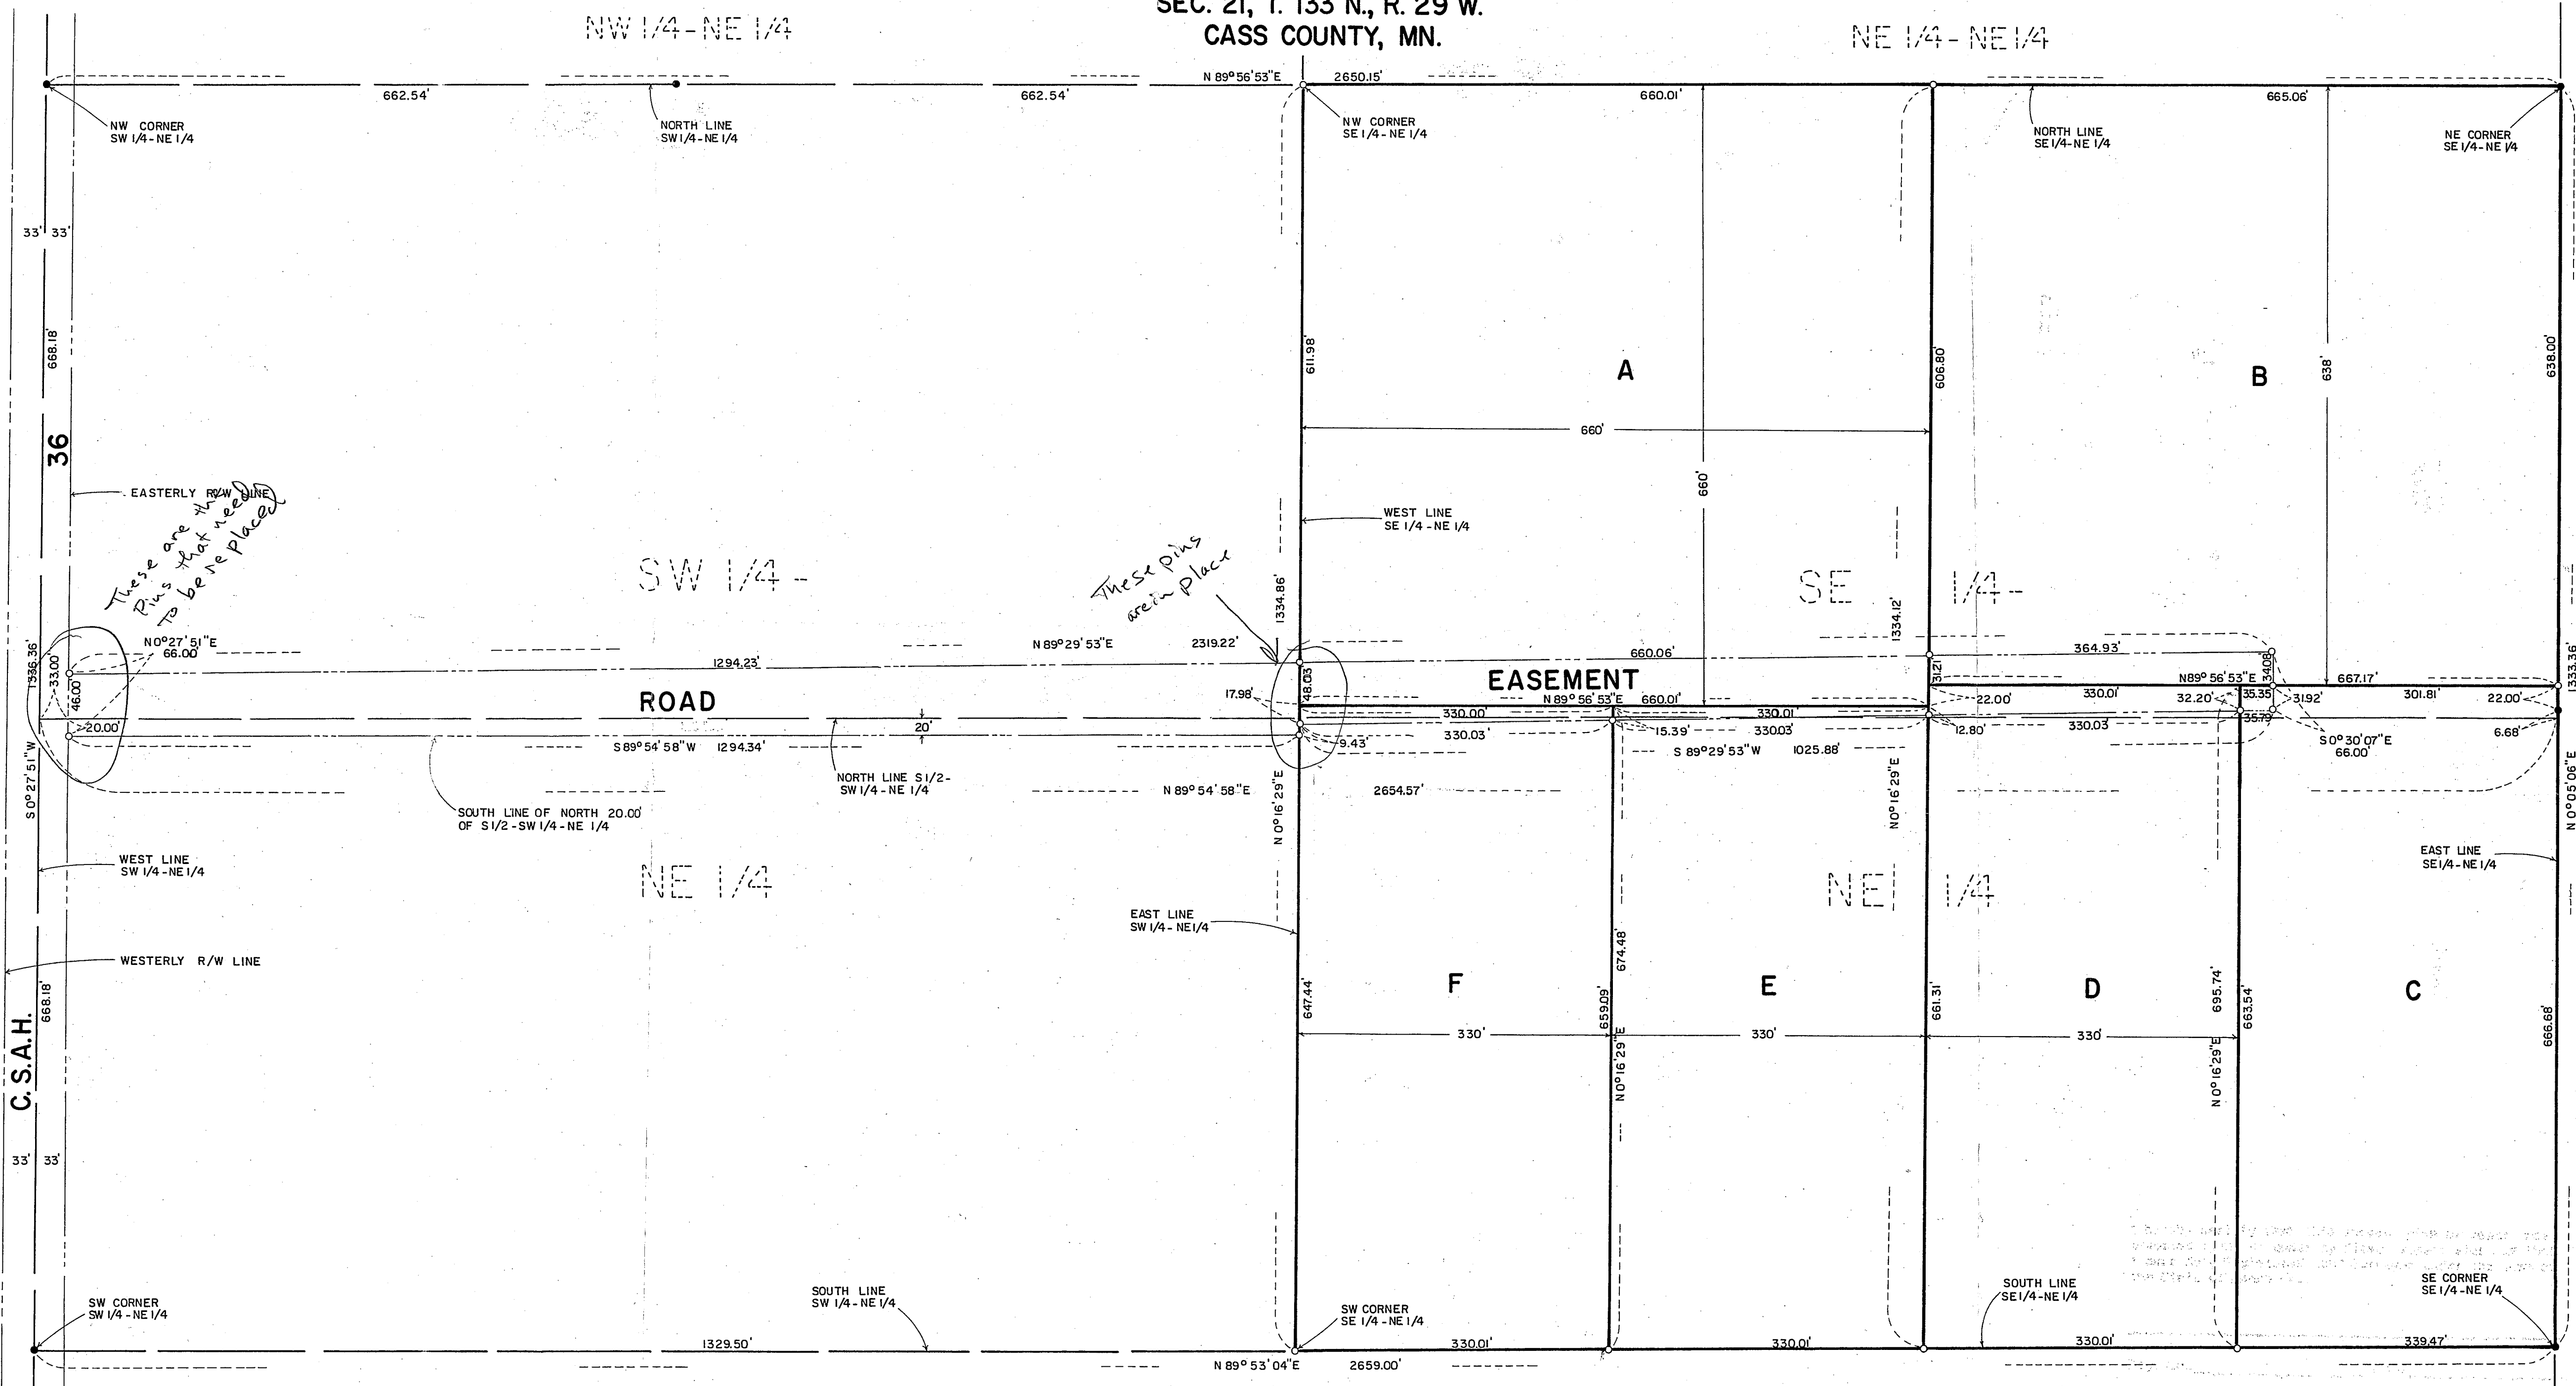 SEC. 21, T. 133 N., R. 29 W.
CASS COUNTY, MN.
NW 1/4-NE 1/4
NE 1/4-NE 1/4
N 89° 56' 53" E 2650.15'
662.54'
662.54'
660.01'
665.06'
NW CORNER
SW 1/4-NE 1/4
NORTH LINE
SW 1/4-NE 1/4
NW CORNER
SE 1/4-NE 1/4
NORTH LINE
SE 1/4-NE 1/4
NE CORNER
SE 1/4-NE 1/4
33' 33'
668.18'
611.98'
A
606.80'
B
638'
638.00'
660'
36
EASTERLY R/W LINE
660'
WEST LINE
SE 1/4-NE 1/4
These are the
Pins that need
To be re placed
These pins
are in place
SW 1/4-
SE 1/4-
1334.86'
1334.12'
1336.36'
33.00'
46.00'
N 0° 27' 51" E
66.00'
1294.23'
N 89° 29' 53" E 2319.22'
660.06'
364.93'
ROAD
EASEMENT
17.98'
48.03'
31.21'
34.08'
N 89° 56' 53" E 660.01'
N 89° 56' 53" E 667.17'
1333.36'
330.00'
330.01'
22.00'
330.01'
32.20'
35.35'
31.92'
301.81'
22.00'
20.00'
20'
330.03'
15.39'
330.03'
12.80'
330.03'
35.79'
6.68'
S 89° 54' 58" W 1294.34'
9.43'
S 89° 29' 53" W 1025.88'
S 0° 30' 07" E
66.00'
S 0° 27' 51" W
NORTH LINE S 1/2-
SW 1/4-NE 1/4
N 89° 54' 58" E 2654.57'
N 0° 16' 29" E
N 0° 16' 29" E
N 0° 05' 06" E
SOUTH LINE OF NORTH 20.00'
OF S 1/2-SW 1/4-NE 1/4
WEST LINE
SW 1/4-NE 1/4
EAST LINE
SE 1/4-NE 1/4
NE 1/4
NE 1/4
EAST LINE
SW 1/4-NE 1/4
WESTERLY R/W LINE
668.18'
C.S.A.H.
647.44'
F
674.48'
659.09'
E
661.31'
D
695.74'
663.54'
C
666.68'
330'
330'
330'
N 0° 16' 29" E
N 0° 16' 29" E
33' 33'
SW CORNER
SW 1/4-NE 1/4
SOUTH LINE
SW 1/4-NE 1/4
SW CORNER
SE 1/4-NE 1/4
SOUTH LINE
SE 1/4-NE 1/4
SE CORNER
SE 1/4-NE 1/4
1329.50'
330.01'
330.01'
330.01'
339.47'
N 89° 53' 04" E 2659.00'